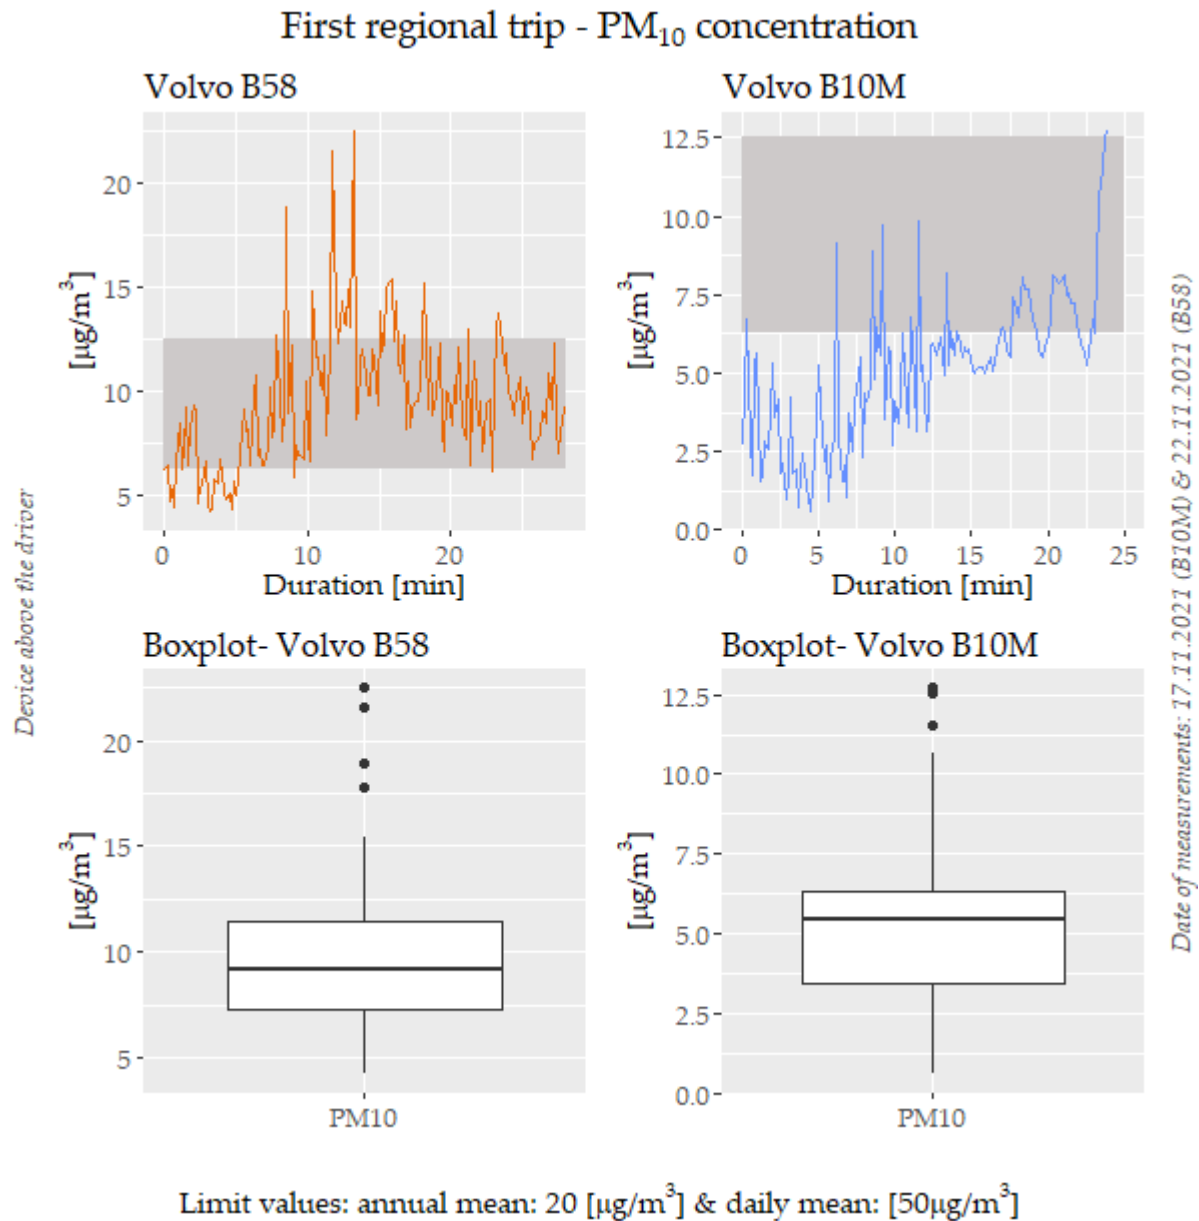 First regional trip - PM₁₀ concentration
Volvo B58
Volvo B10M
[µg/m³]
20
15
10
5
0
10
20
Duration [min]
[µg/m³]
12.5
10.0
7.5
5.0
2.5
0.0
0
5
10
15
20
25
Duration [min]
Device above the driver
Date of measurements: 17.11.2021 (B10M) & 22.11.2021 (B58)
Boxplot- Volvo B58
Boxplot- Volvo B10M
[µg/m³]
20
15
10
5
PM10
[µg/m³]
12.5
10.0
7.5
5.0
2.5
0.0
PM10
Limit values: annual mean: 20 [µg/m³] & daily mean: [50µg/m³]